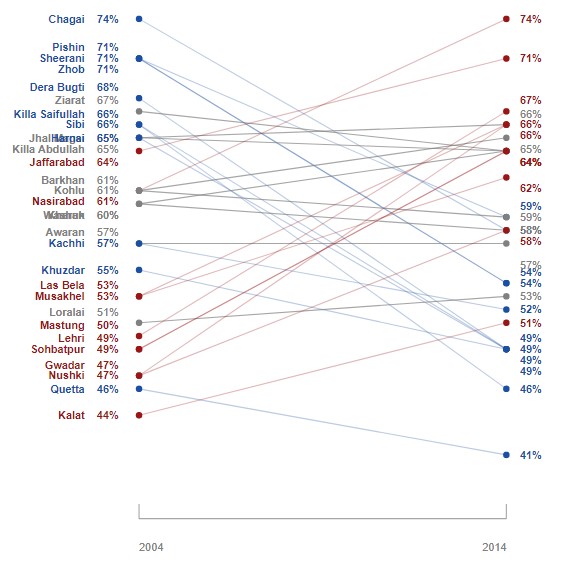 Chagai 74% 74%
Pishin 71%
Sheerani 71% 71%
Zhob 71%
Dera Bugti 68%
Ziarat 67% 67%
Killa Saifullah 66% 66%
Sibi 66% 66%
65% 66%
Killa Abdullah 65% 65%
Jaffarabad 64% 64%
Barkhan 61%
Kohlu 61% 62%
Nasirabad 61% 59%
60% 59%
Awaran 57% 58%
Kachhi 57% 58%
57%
Khuzdar 55% 54%
Las Bela 53% 54%
Musakhel 53% 53%
Loralai 51% 52%
Mastung 50% 51%
Lehri 49% 49%
Sohbatpur 49% 49%
49%
Gwadar 47% 49%
Nushki 47%
Quetta 46% 46%
Kalat 44%
41%
2004 2014